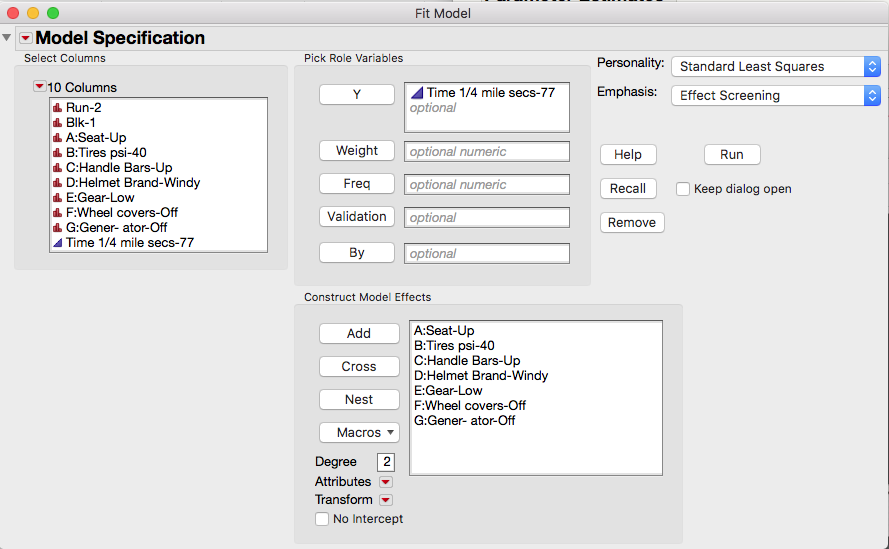 Fit Model
Model Specification
Select Columns
10 Columns
Run-2
Blk-1
A:Seat-Up
B:Tires psi-40
C:Handle Bars-Up
D:Helmet Brand-Windy
E:Gear-Low
F:Wheel covers-Off
G:Gener- ator-Off
Time 1/4 mile secs-77
Pick Role Variables
Y
Time 1/4 mile secs-77
optional
Weight
optional numeric
Freq
optional numeric
Validation
optional
By
optional
Personality:
Standard Least Squares
Emphasis:
Effect Screening
Help
Run
Recall
Keep dialog open
Remove
Construct Model Effects
Add
Cross
Nest
Macros
Degree
2
Attributes
Transform
No Intercept
A:Seat-Up
B:Tires psi-40
C:Handle Bars-Up
D:Helmet Brand-Windy
E:Gear-Low
F:Wheel covers-Off
G:Gener- ator-Off